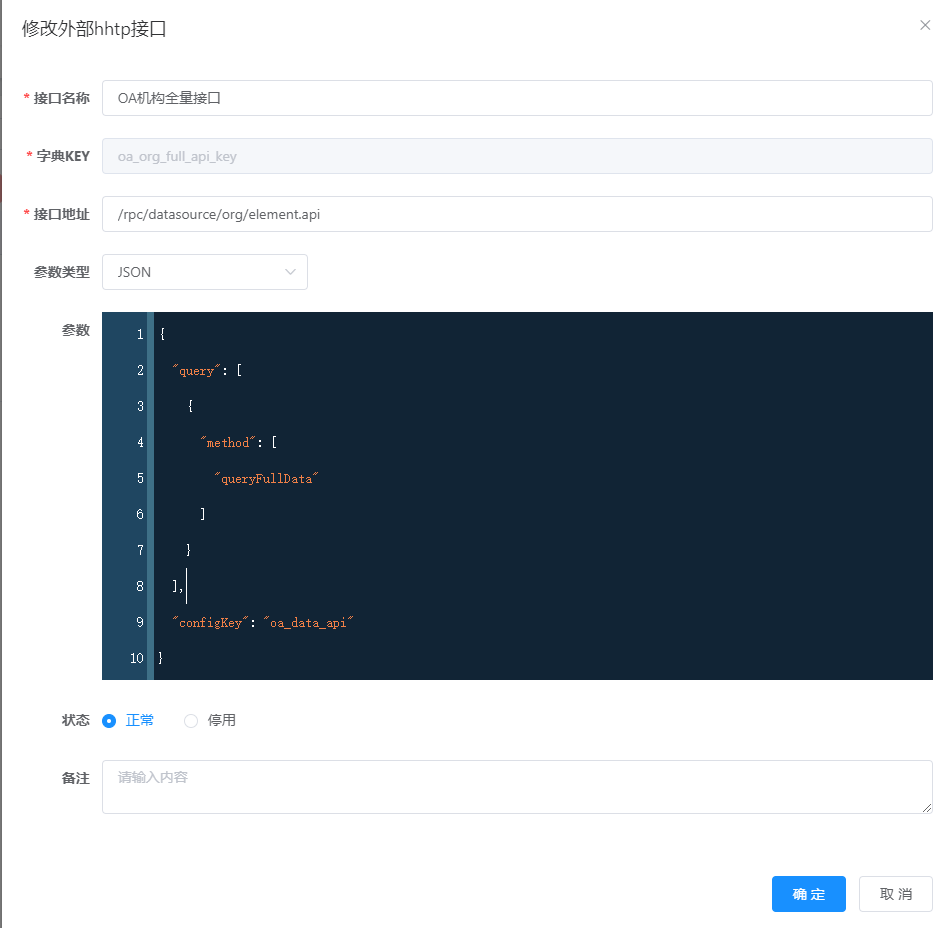 修改外部hhtp接口
* 接口名称 OA机构全量接口
* 字典KEY oa_org_full_api_key
* 接口地址 /rpc/datasource/org/element.api
参数类型 JSON
参数
1 {
2 "query": [
3 {
4 "method": [
5 "queryFullData"
6 ]
7 }
8 ],
9 "configKey": "oa_data_api"
10 }
状态 正常 停用
备注 请输入内容
确 定 取 消